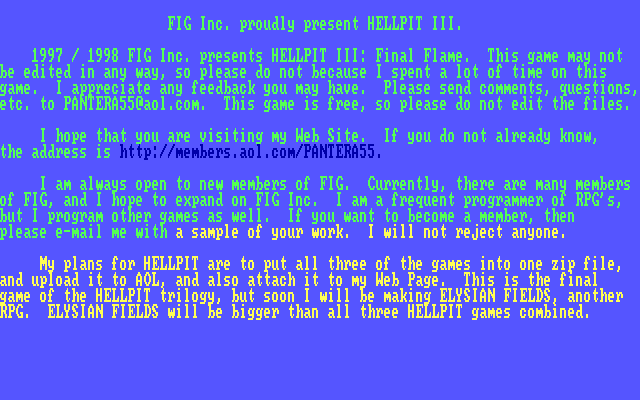 FIG Inc. proudly present HELLPIT III.
1997 / 1998 FIG Inc. presents HELLPIT III: Final Flame. This game may not
be edited in any way, so please do not because I spent a lot of time on this
game. I appreciate any feedback you may have. Please send comments, questions,
etc. to PANTERA55@aol.com. This game is free, so please do not edit the files.
I hope that you are visiting my Web Site. If you do not already know,
the address is http://members.aol.com/PANTERA55.
I am always open to new members of FIG. Currently, there are many members
of FIG, and I hope to expand on FIG Inc. I am a frequent programmer of RPG's,
but I program other games as well. If you want to become a member, then
please e-mail me with a sample of your work. I will not reject anyone.
My plans for HELLPIT are to put all three of the games into one zip file,
and upload it to AOL, and also attach it to my Web Page. This is the final
game of the HELLPIT trilogy, but soon I will be making ELYSIAN FIELDS, another
RPG. ELYSIAN FIELDS will be bigger than all three HELLPIT games combined.